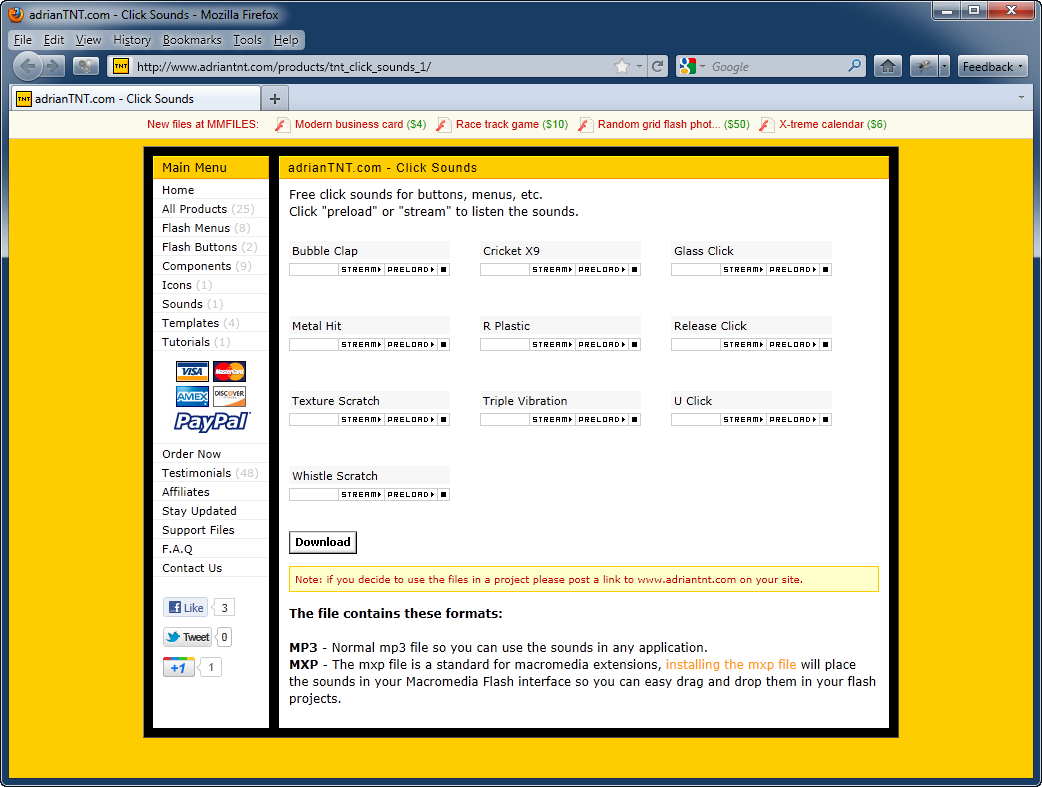 adrianTNT.com - Click Sounds - Mozilla Firefox
File Edit View History Bookmarks Tools Help
TNT http://www.adriantnt.com/products/tnt_click_sounds_1/ Google Feedback
TNT adrianTNT.com - Click Sounds
New files at MMFILES: Modern business card ($4) Race track game ($10) Random grid flash phot... ($50) X-treme calendar ($6)
Main Menu
Home
All Products (25)
Flash Menus (8)
Flash Buttons (2)
Components (9)
Icons (1)
Sounds (1)
Templates (4)
Tutorials (1)
VISA MasterCard
AMEX DISCOVER
PayPal
Order Now
Testimonials (48)
Affiliates
Stay Updated
Support Files
F.A.Q
Contact Us
Like 3
Tweet 0
+1 1
adrianTNT.com - Click Sounds
Free click sounds for buttons, menus, etc.
Click "preload" or "stream" to listen the sounds.
Bubble Clap Cricket X9 Glass Click
STREAM PRELOAD STREAM PRELOAD STREAM PRELOAD
Metal Hit R Plastic Release Click
STREAM PRELOAD STREAM PRELOAD STREAM PRELOAD
Texture Scratch Triple Vibration U Click
STREAM PRELOAD STREAM PRELOAD STREAM PRELOAD
Whistle Scratch
STREAM PRELOAD
Download
Note: if you decide to use the files in a project please post a link to www.adriantnt.com on your site.
The file contains these formats:
MP3 - Normal mp3 file so you can use the sounds in any application.
MXP - The mxp file is a standard for macromedia extensions, installing the mxp file will place
the sounds in your Macromedia Flash interface so you can easy drag and drop them in your flash
projects.